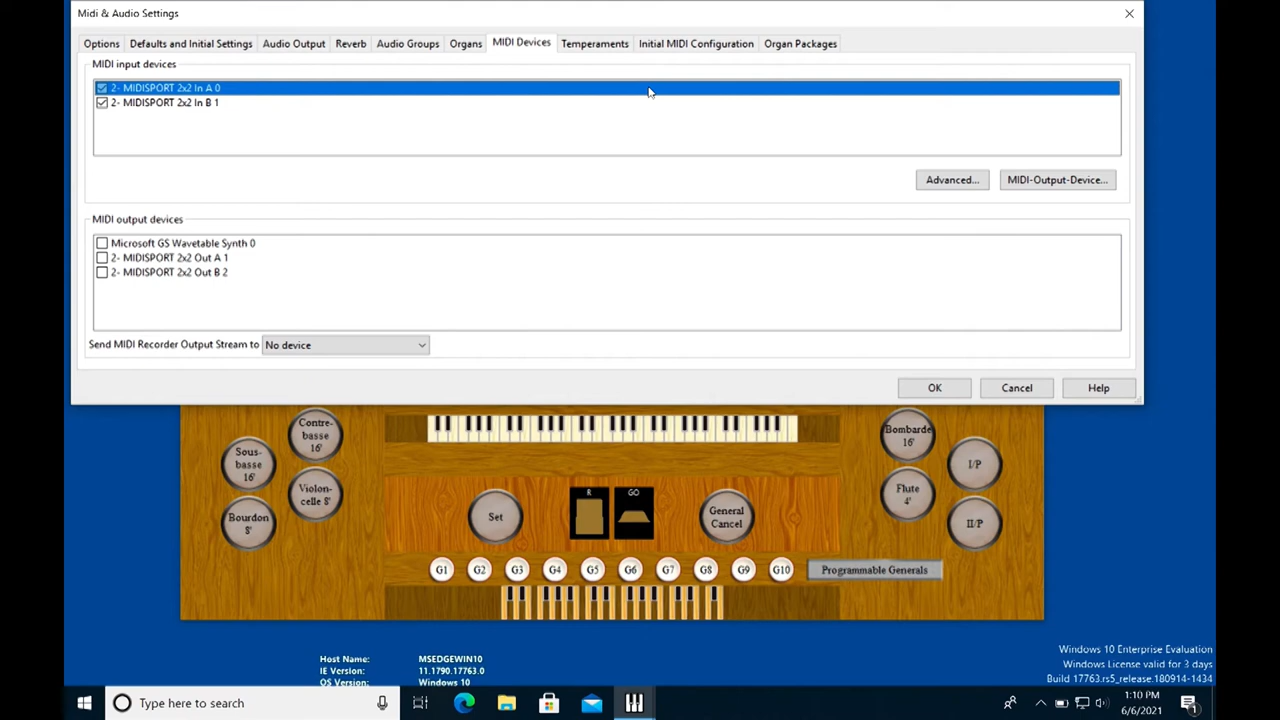 Midi & Audio Settings
Options Defaults and Initial Settings Audio Output Reverb Audio Groups Organs MIDI Devices Temperaments Initial MIDI Configuration Organ Packages
MIDI input devices
2- MIDISPORT 2x2 In A 0
2- MIDISPORT 2x2 In B 1
Advanced... MIDI-Output-Device...
MIDI output devices
Microsoft GS Wavetable Synth 0
2- MIDISPORT 2x2 Out A 1
2- MIDISPORT 2x2 Out B 2
Send MIDI Recorder Output Stream to No device
OK Cancel Help
Contre-
basse
16'
Sous-
basse
16'
Violon-
celle 8'
Bourdon
8'
Bombarde
16'
I/P
Flute
4'
II/P
Set
R
GO
General
Cancel
G1 G2 G3 G4 G5 G6 G7 G8 G9 G10 Programmable Generals
Host Name: MSEDGEWIN10
IE Version: 11.1790.17763.0
OS Version: Windows 10
Windows 10 Enterprise Evaluation
Windows License valid for 3 days
Build 17763.rs5_release.180914-1434
Type here to search
1:10 PM
6/6/2021
1